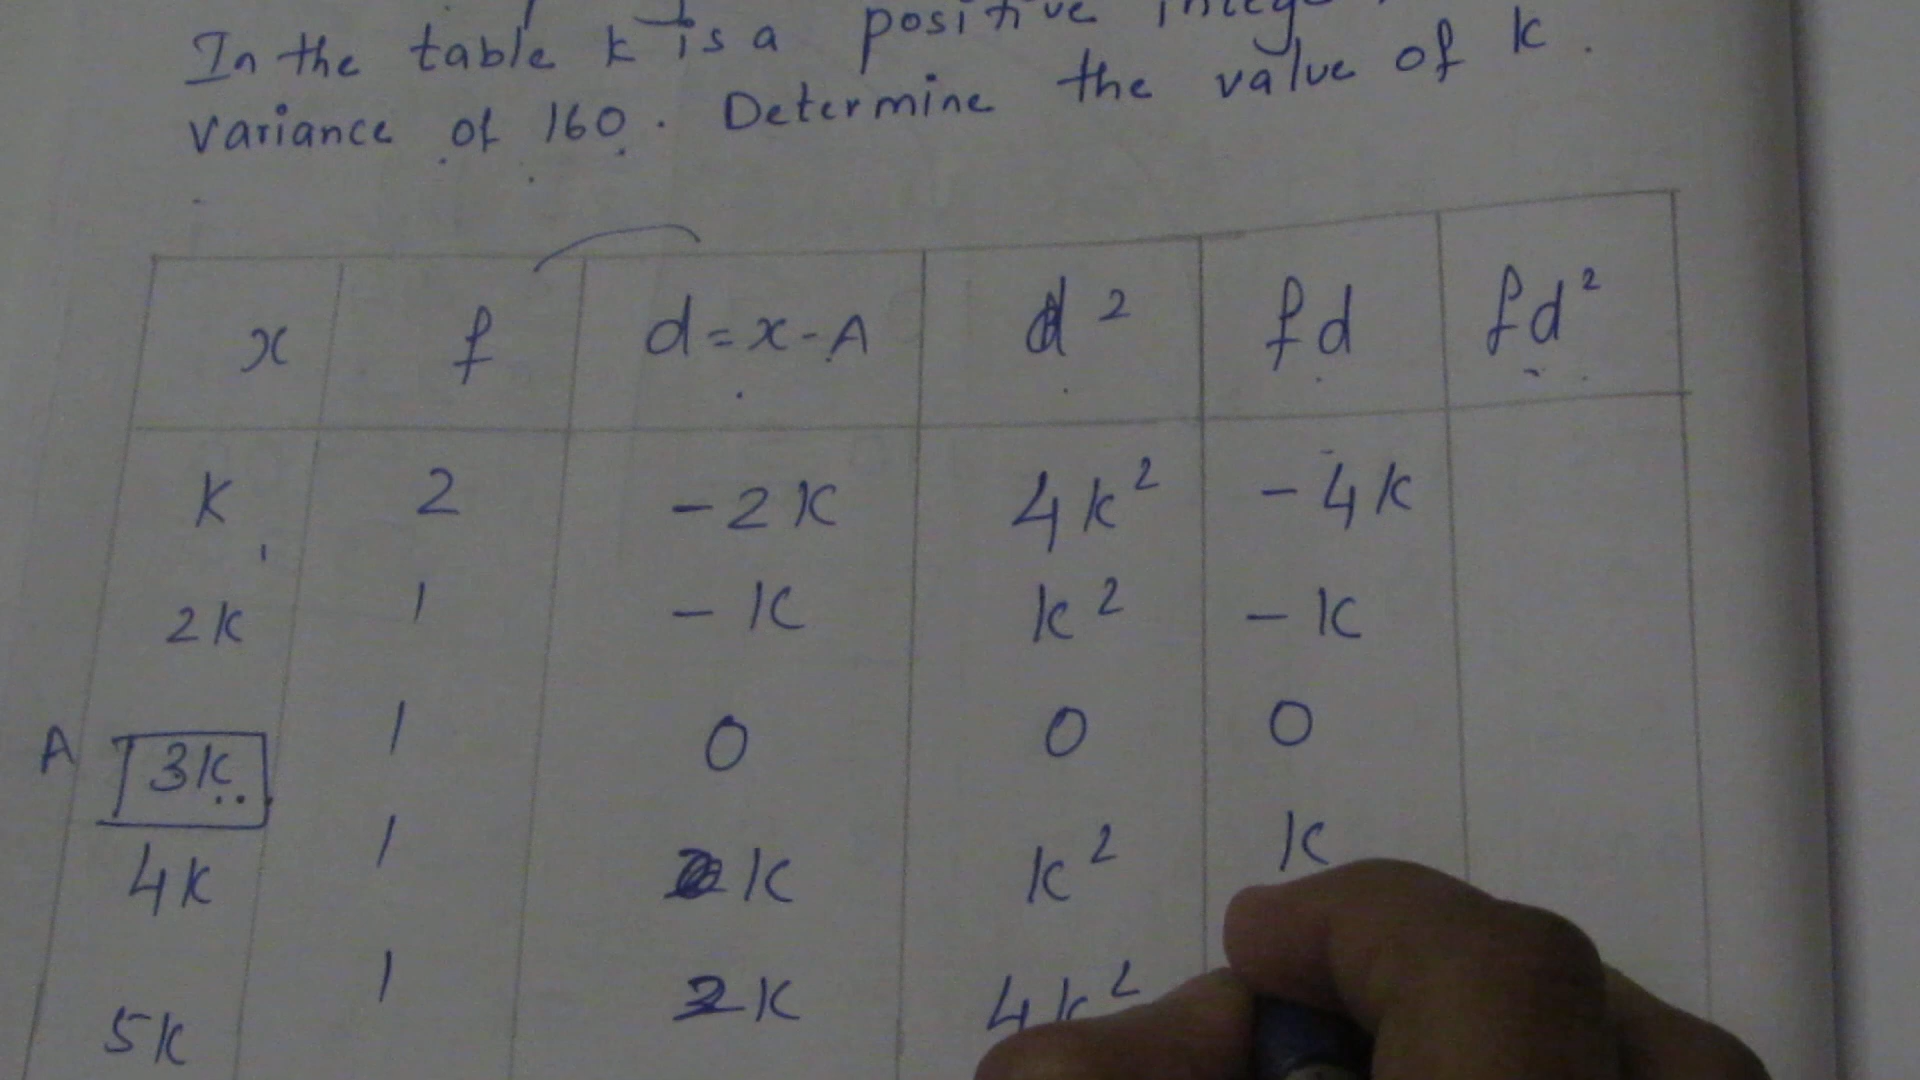 In the table k is a positive
variance of 160. Determine the value of k.
x f d=x-A d² fd fd²
K 2 -2K 4k² -4k
2k 1 -K k² -K
A 3k 1 0 0 0
4k 1 K k² K
5k 1 2K 4k²